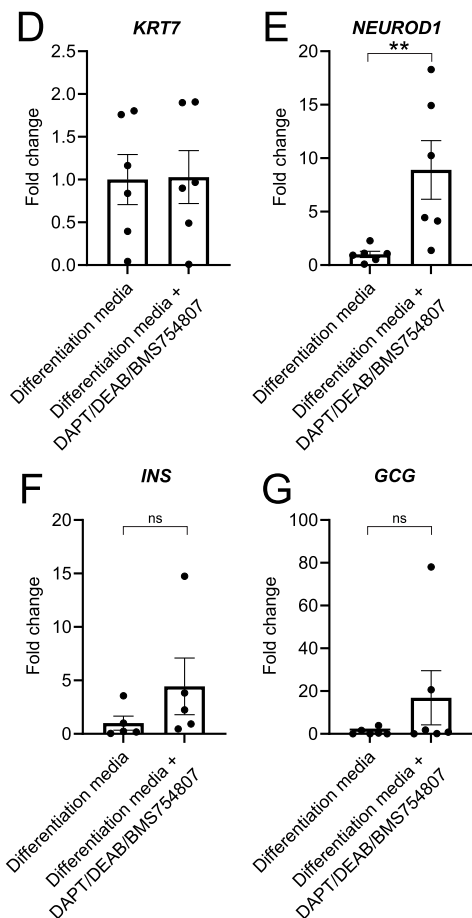 D
KRT7
Fold change
2.5
2.0
1.5
1.0
0.5
0.0
Differentiation media
Differentiation media +
DAPT/DEAB/BMS754807
E
NEUROD1
**
Fold change
20
15
10
5
0
Differentiation media
Differentiation media +
DAPT/DEAB/BMS754807
F
INS
ns
Fold change
20
15
10
5
0
Differentiation media
Differentiation media +
DAPT/DEAB/BMS754807
G
GCG
ns
Fold change
100
80
60
40
20
0
Differentiation media
Differentiation media +
DAPT/DEAB/BMS754807